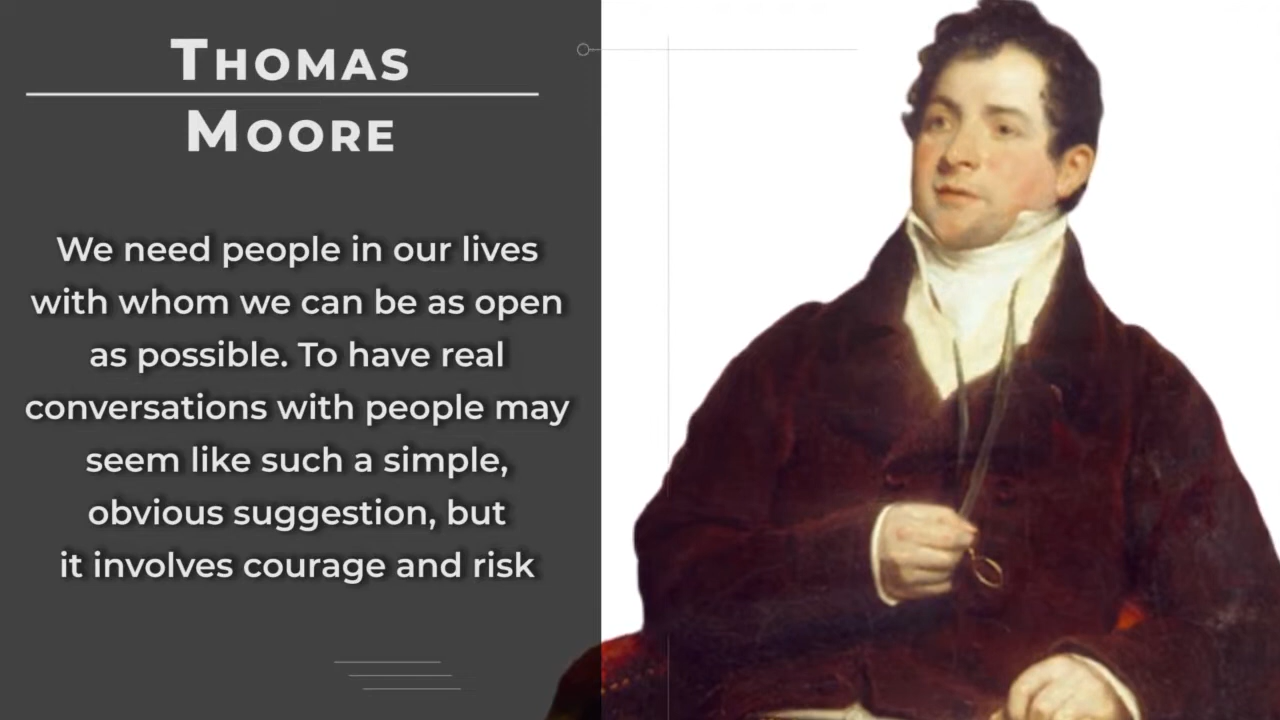 THOMAS
MOORE
We need people in our lives
with whom we can be as open
as possible. To have real
conversations with people may
seem like such a simple,
obvious suggestion, but
it involves courage and risk